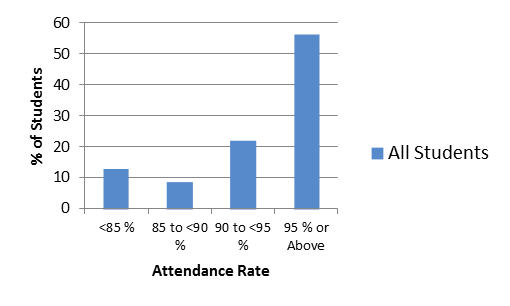 60
50
40
30
20
10
0
% of Students
<85 %
85 to <90
%
90 to <95
%
95 % or
Above
Attendance Rate
All Students